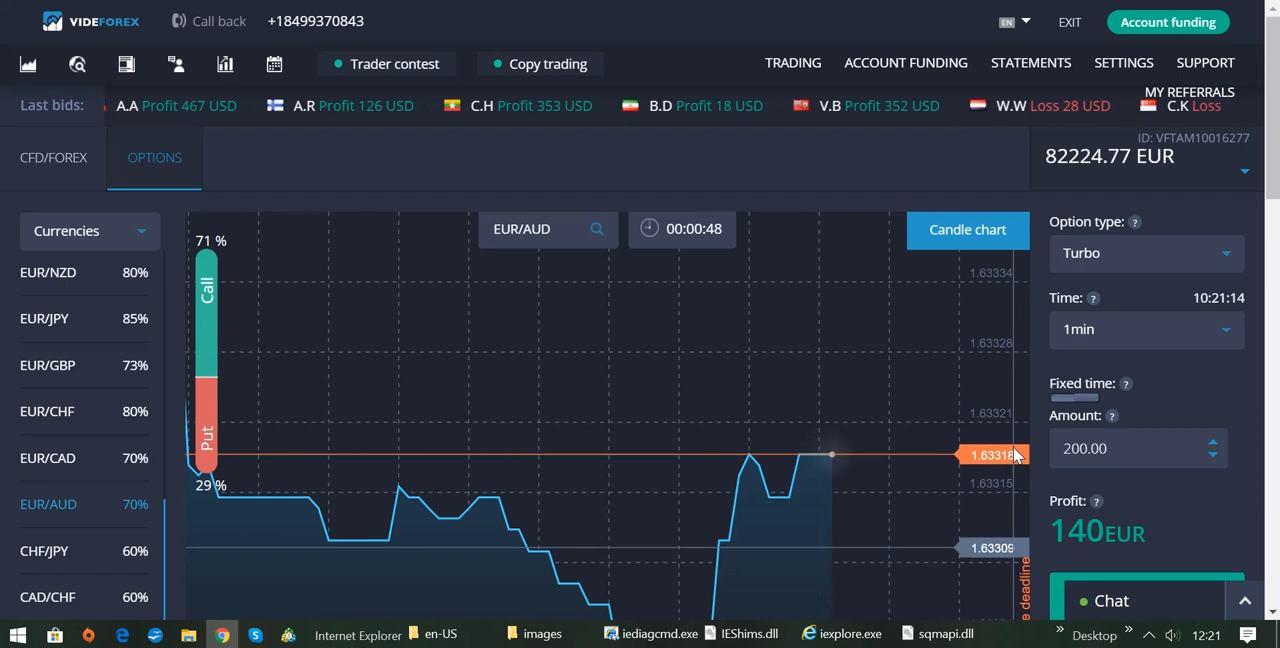 VIDEFOREX Call back +18499370843 EN EXIT Account funding
Trader contest Copy trading TRADING ACCOUNT FUNDING STATEMENTS SETTINGS SUPPORT
MY REFERRALS
Last bids: A.A Profit 467 USD A.R Profit 126 USD C.H Profit 353 USD B.D Profit 18 USD V.B Profit 352 USD W.W Loss 28 USD C.K Loss
CFD/FOREX OPTIONS
ID: VFTAM10016277
82224.77 EUR
Currencies
EUR/NZD 80%
EUR/JPY 85%
EUR/GBP 73%
EUR/CHF 80%
EUR/CAD 70%
EUR/AUD 70%
CHF/JPY 60%
CAD/CHF 60%
71 %
Call
Put
29 %
EUR/AUD 00:00:48 Candle chart
1.63334
1.63328
1.63321
1.63318
1.63315
1.63309
deadline
Option type: ?
Turbo
Time: ? 10:21:14
1min
Fixed time: ?
Amount: ?
200.00
Profit: ?
140EUR
Chat
Internet Explorer en-US images iediagcmd.exe IEShims.dll iexplore.exe sqmapi.dll Desktop 12:21